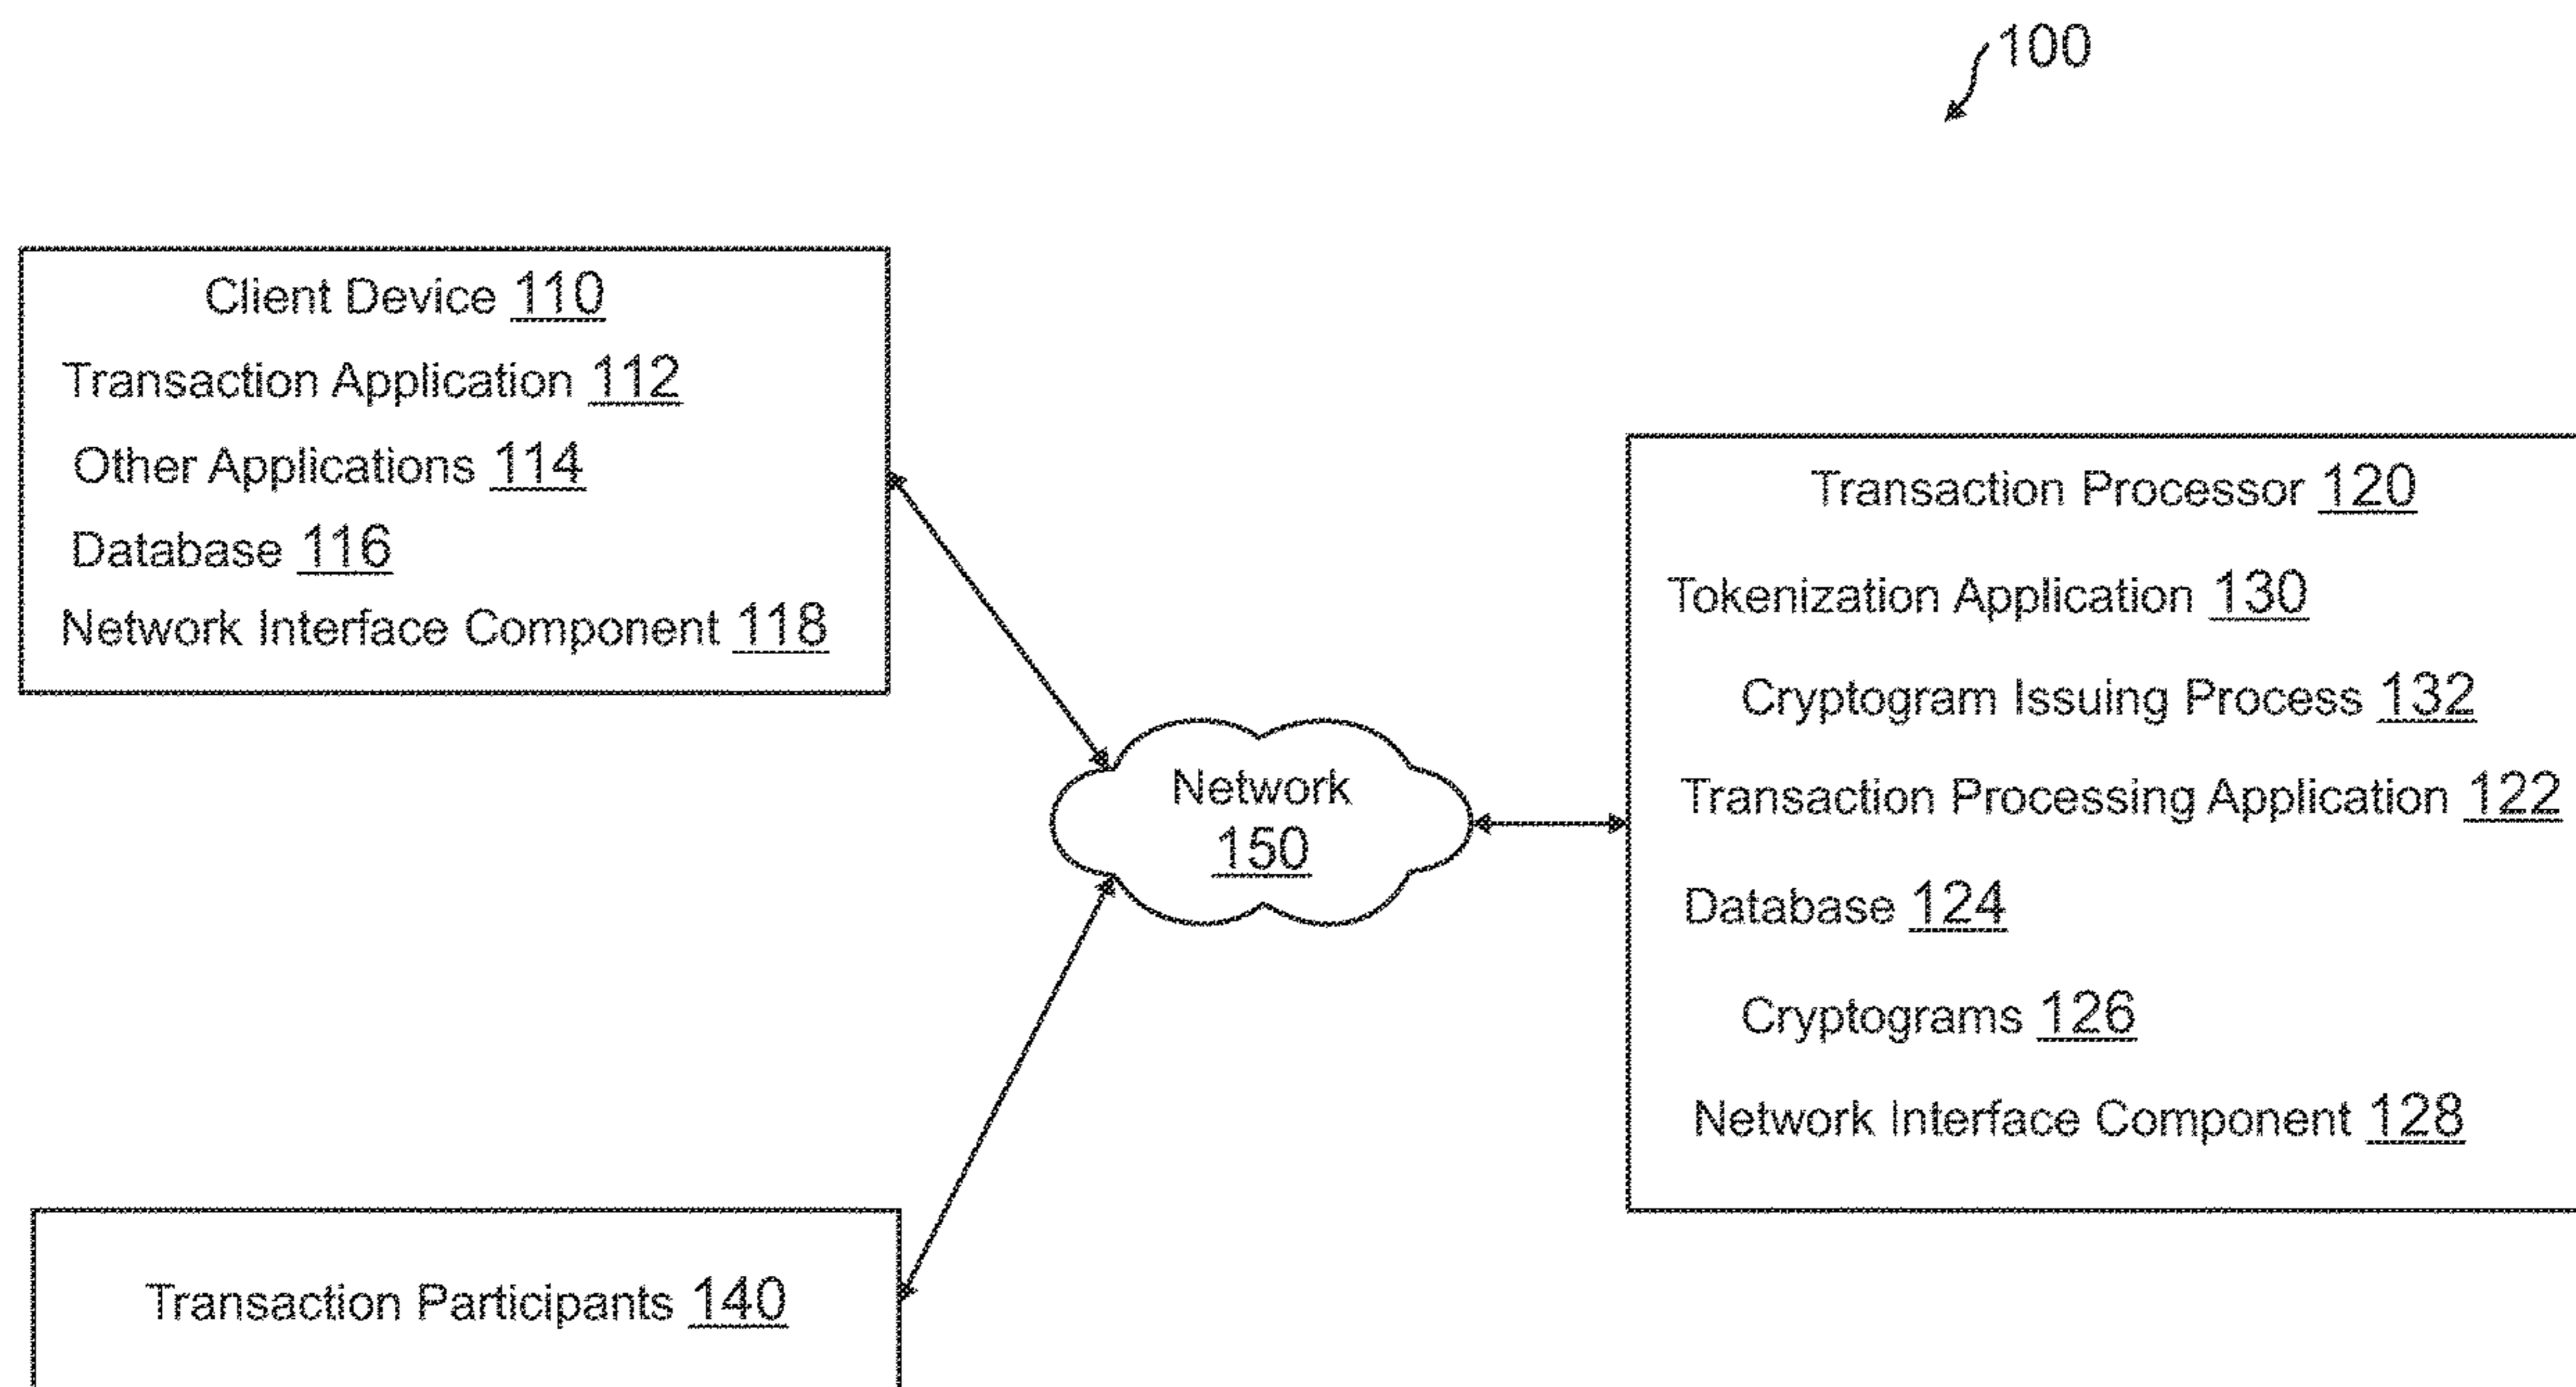 100
Client Device 110
Transaction Application 112
Other Applications 114
Database 116
Network Interface Component 118
Transaction Processor 120
Tokenization Application 130
Cryptogram Issuing Process 132
Transaction Processing Application 122
Database 124
Cryptograms 126
Network Interface Component 128
Network
150
Transaction Participants 140